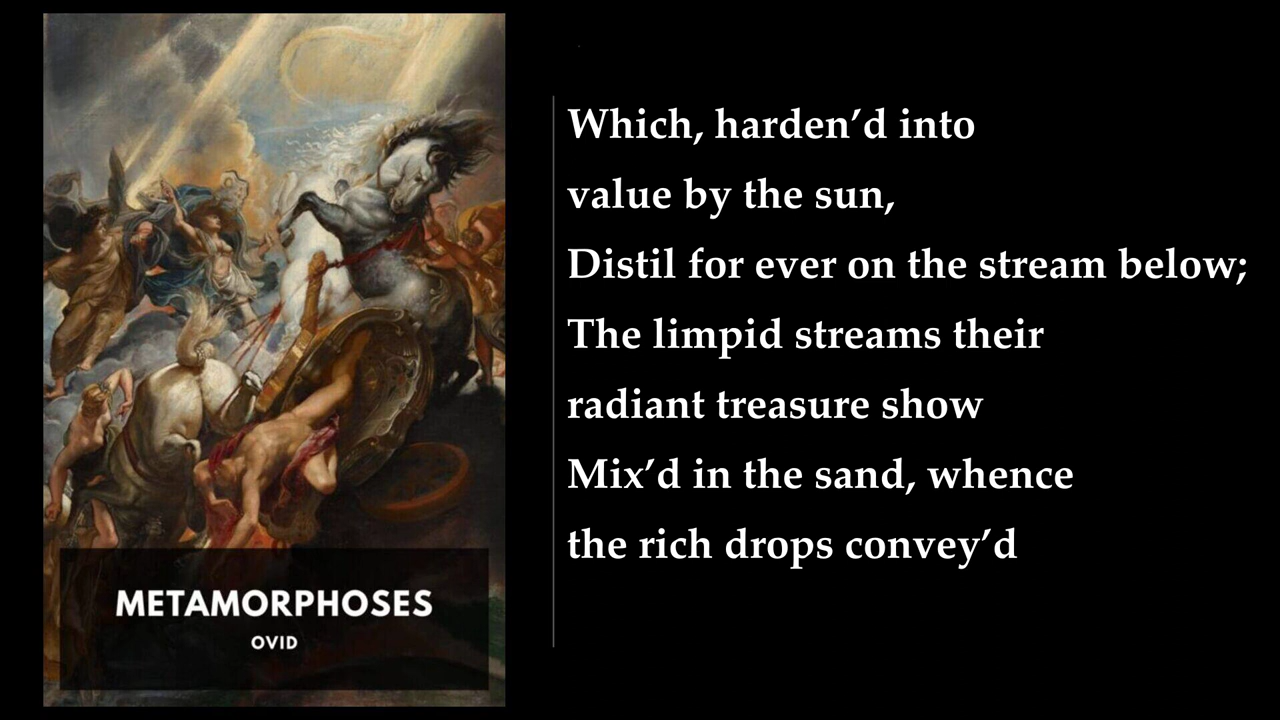 METAMORPHOSES
OVID
Which, harden’d into
value by the sun,
Distil for ever on the stream below;
The limpid streams their
radiant treasure show
Mix’d in the sand, whence
the rich drops convey’d